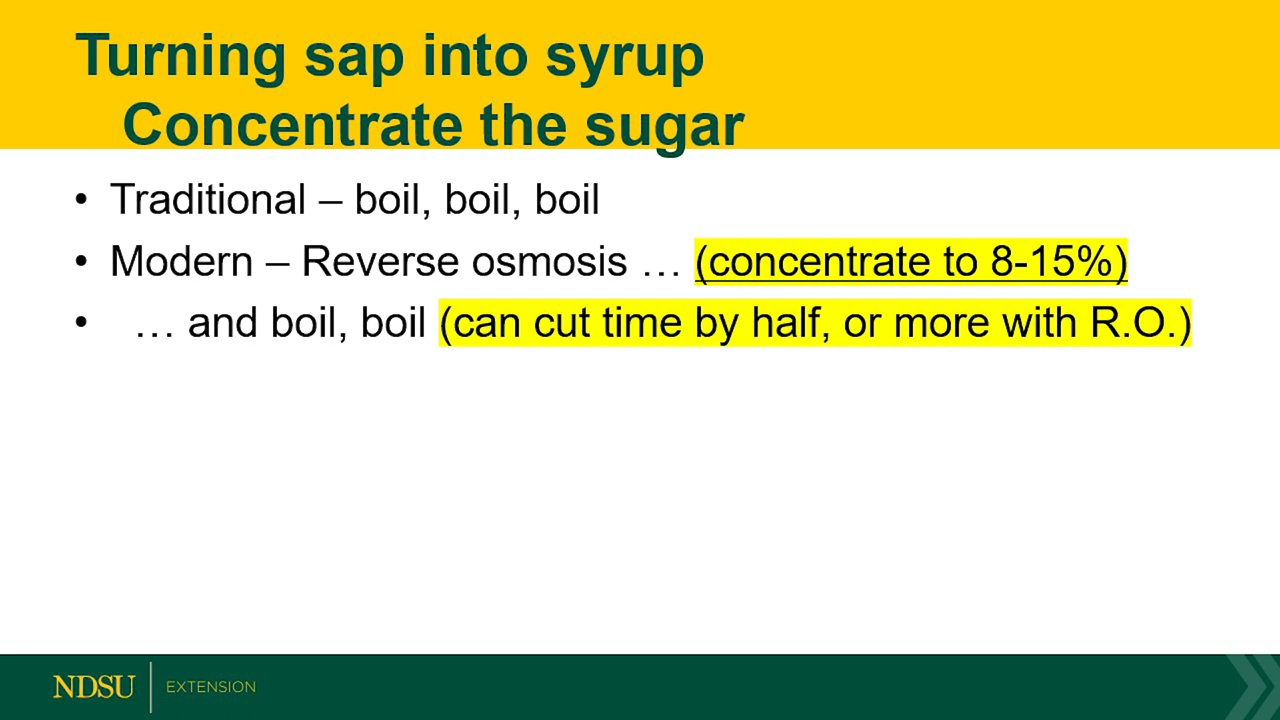 Turning sap into syrup
Concentrate the sugar
• Traditional – boil, boil, boil
• Modern – Reverse osmosis … (concentrate to 8-15%)
• … and boil, boil (can cut time by half, or more with R.O.)
NDSU EXTENSION